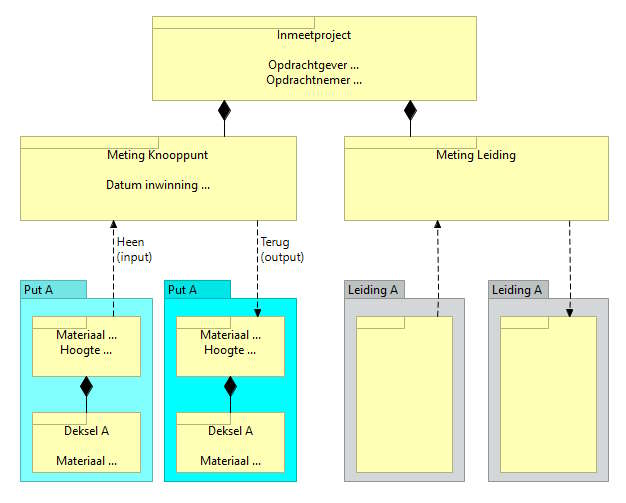 Inmeetproject
Opdrachtgever ...
Opdrachtnemer ...
Meting Knooppunt
Datum inwinning ...
Meting Leiding
Heen
(input)
Terug
(output)
Put A
Materiaal ...
Hoogte ...
Deksel A
Materiaal ...
Put A
Materiaal ...
Hoogte ...
Deksel A
Materiaal ...
Leiding A
Leiding A